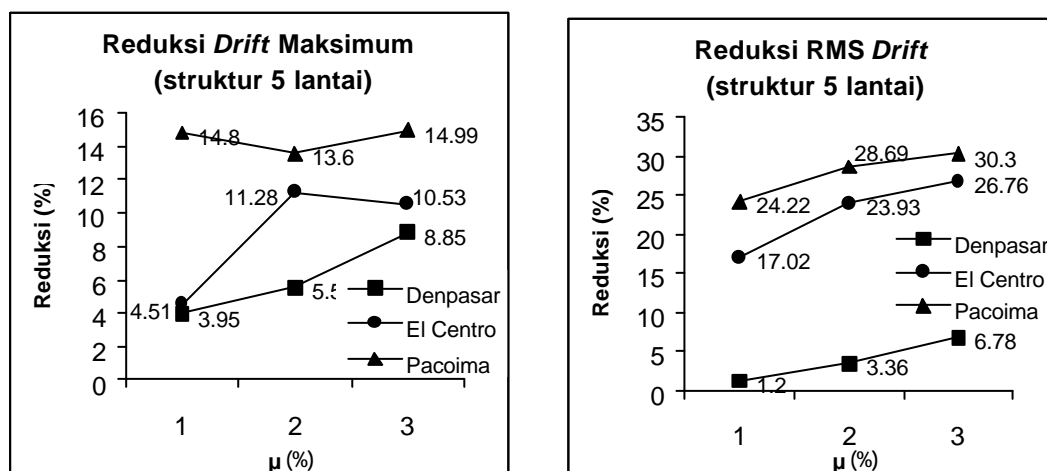 Reduksi Drift Maksimum
(struktur 5 lantai)
Reduksi (%)
16
14
12
10
8
6
4
2
0
14.8
13.6
14.99
11.28
10.53
8.85
4.51
3.95
Denpasar
El Centro
Pacoima
1 2 3
µ (%)
Reduksi RMS Drift
(struktur 5 lantai)
Reduksi (%)
35
30
25
20
15
10
5
0
28.69
30.3
24.22
23.93
26.76
17.02
Denpasar
El Centro
Pacoima
6.78
3.36
1.2
1 2 3
µ (%)